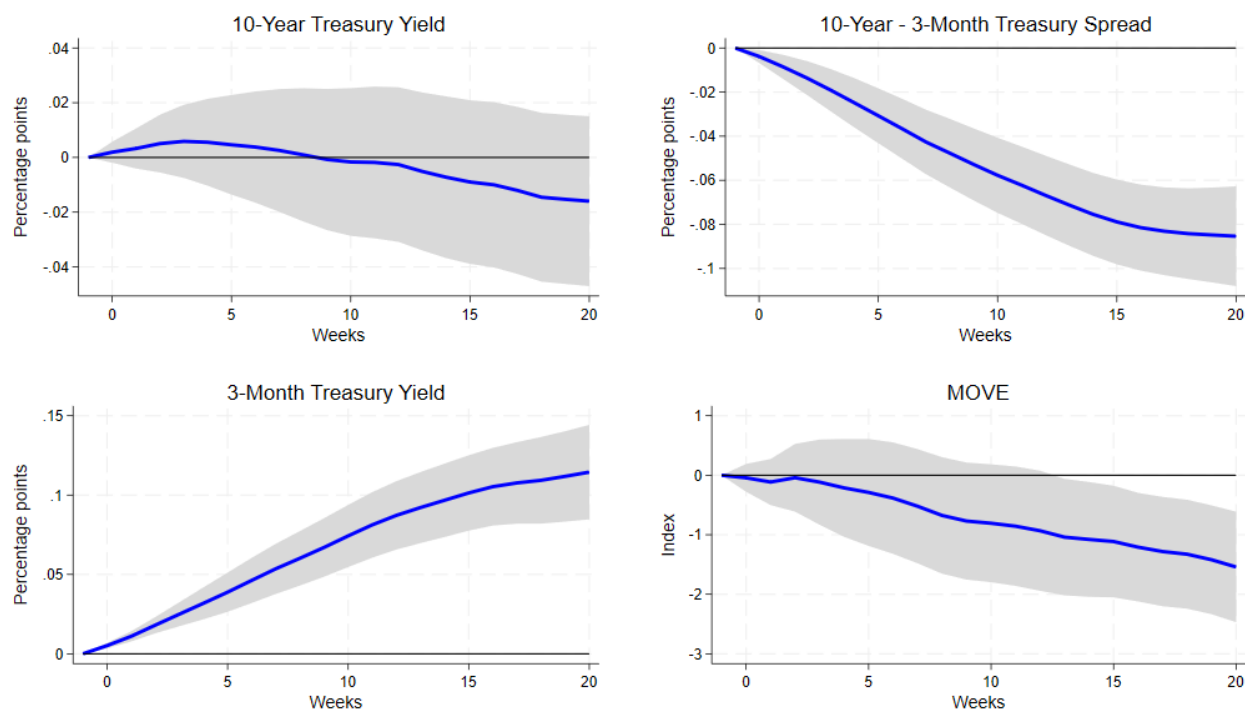 10-Year Treasury Yield
.04
.02
0
-.02
-.04
Percentage points
0 5 10 15 20
Weeks
10-Year - 3-Month Treasury Spread
0
-.02
-.04
-.06
-.08
-.1
Percentage points
0 5 10 15 20
Weeks
3-Month Treasury Yield
.15
.1
.05
0
Percentage points
0 5 10 15 20
Weeks
MOVE
1
0
-1
-2
-3
Index
0 5 10 15 20
Weeks